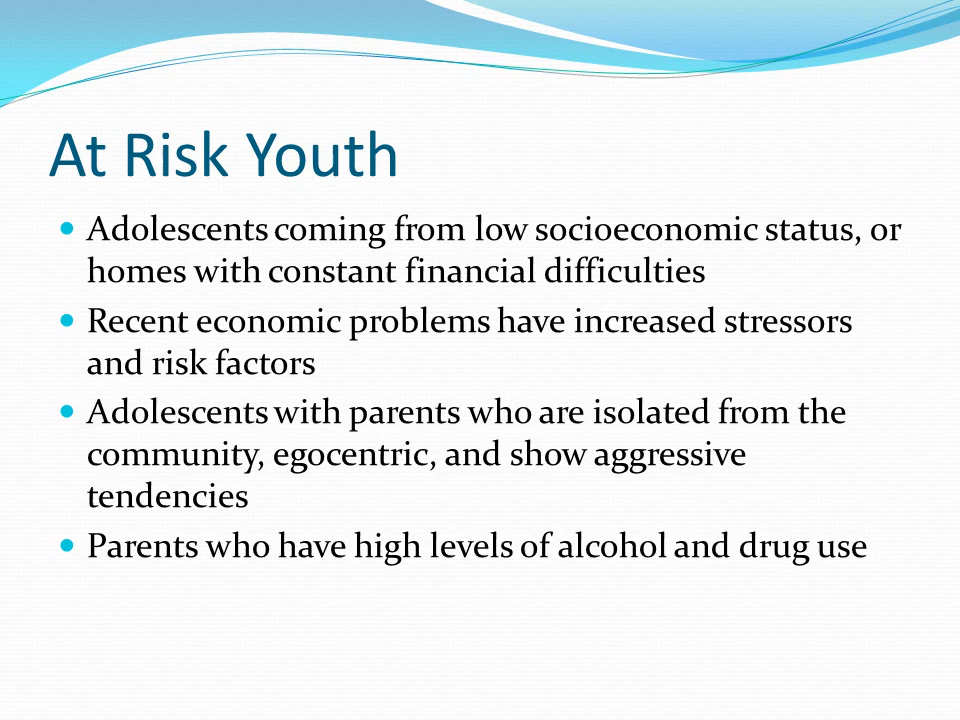 At Risk Youth
• Adolescents coming from low socioeconomic status, or
homes with constant financial difficulties
• Recent economic problems have increased stressors
and risk factors
• Adolescents with parents who are isolated from the
community, egocentric, and show aggressive
tendencies
• Parents who have high levels of alcohol and drug use